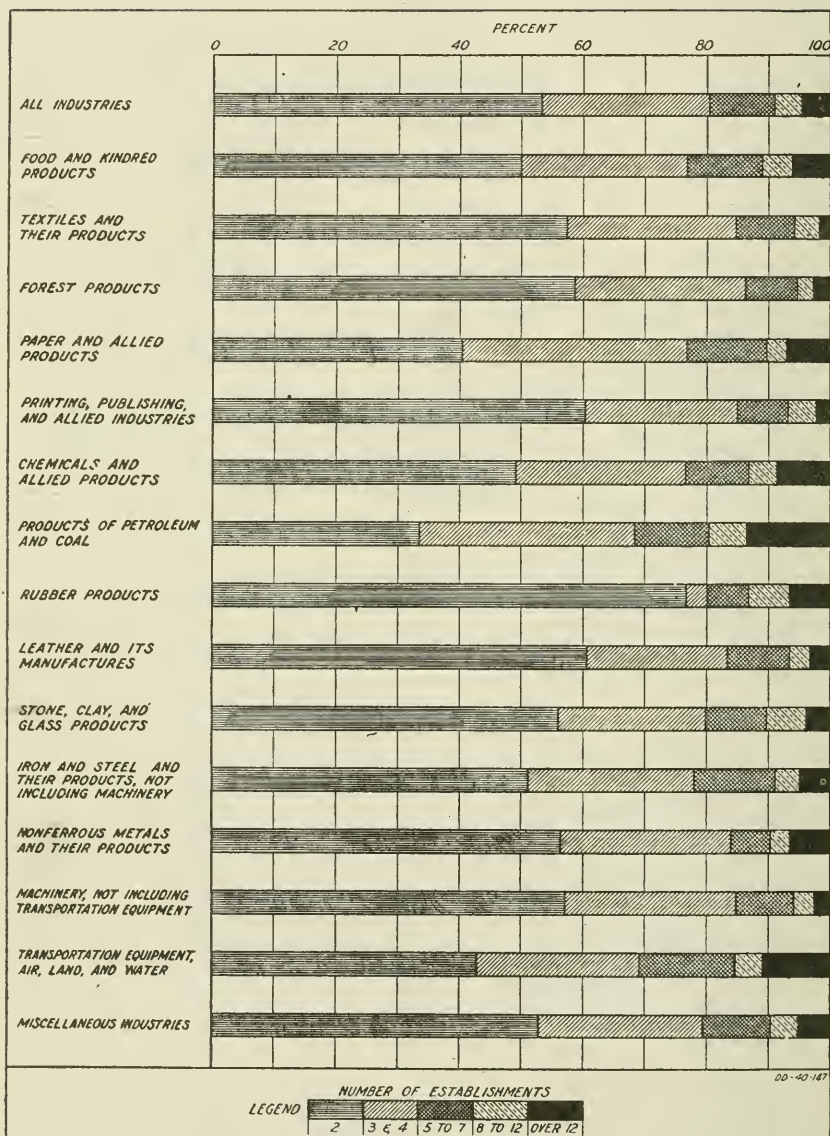 PERCENT
0 20 40 60 80 100
ALL INDUSTRIES
FOOD AND KINDRED
PRODUCTS
TEXTILES AND
THEIR PRODUCTS
FOREST PRODUCTS
PAPER AND ALLIED
PRODUCTS
PRINTING, PUBLISHING,
AND ALLIED INDUSTRIES
CHEMICALS AND
ALLIED PRODUCTS
PRODUCTS OF PETROLEUM
AND COAL
RUBBER PRODUCTS
LEATHER AND ITS
MANUFACTURES
STONE, CLAY, AND
GLASS PRODUCTS
IRON AND STEEL AND
THEIR PRODUCTS, NOT
INCLUDING MACHINERY
NONFERROUS METALS
AND THEIR PRODUCTS
MACHINERY, NOT INCLUDING
TRANSPORTATION EQUIPMENT
TRANSPORTATION EQUIPMENT,
AIR, LAND, AND WATER
MISCELLANEOUS INDUSTRIES
DD-40-147
NUMBER OF ESTABLISHMENTS
LEGEND
2 3 & 4 5 TO 7 8 TO 12 OVER 12